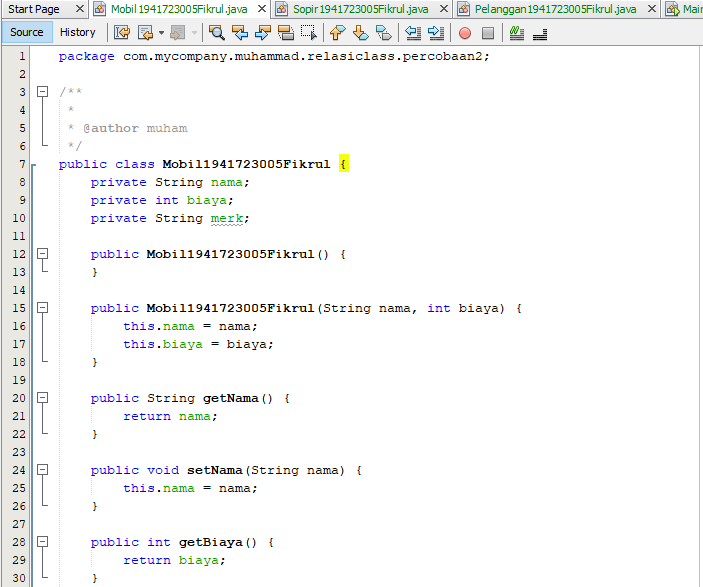 Start Page Mobil1941723005Fikrul.java Sopir1941723005Fikrul.java Pelanggan1941723005Fikrul.java Main
Source History
1 package com.mycompany.muhammad.relasiclass.percobaan2;
2
3 /**
4 *
5 * @author muham
6 */
7 public class Mobil1941723005Fikrul {
8 private String nama;
9 private int biaya;
10 private String merk;
11
12 public Mobil1941723005Fikrul() {
13 }
14
15 public Mobil1941723005Fikrul(String nama, int biaya) {
16 this.nama = nama;
17 this.biaya = biaya;
18 }
19
20 public String getNama() {
21 return nama;
22 }
23
24 public void setNama(String nama) {
25 this.nama = nama;
26 }
27
28 public int getBiaya() {
29 return biaya;
30 }